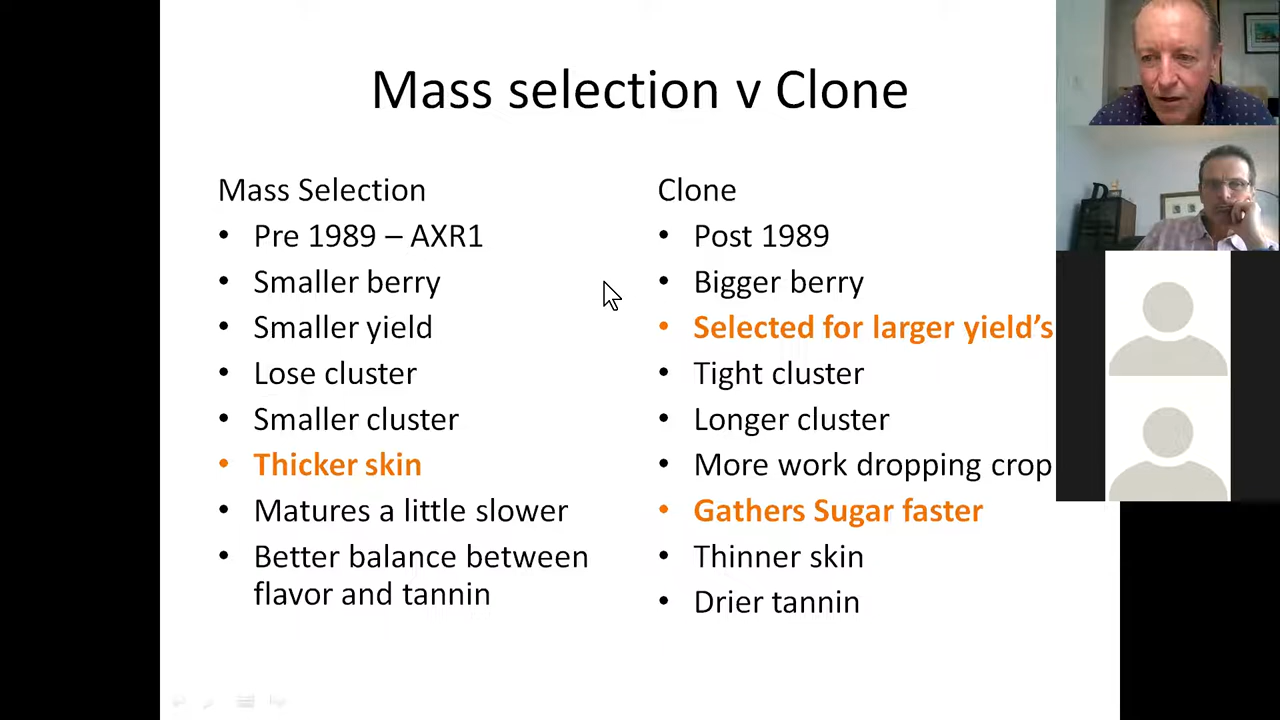 Mass selection v Clone
Mass Selection
• Pre 1989 – AXR1
• Smaller berry
• Smaller yield
• Lose cluster
• Smaller cluster
• Thicker skin
• Matures a little slower
• Better balance between
flavor and tannin
Clone
• Post 1989
• Bigger berry
• Selected for larger yield’s
• Tight cluster
• Longer cluster
• More work dropping crop
• Gathers Sugar faster
• Thinner skin
• Drier tannin